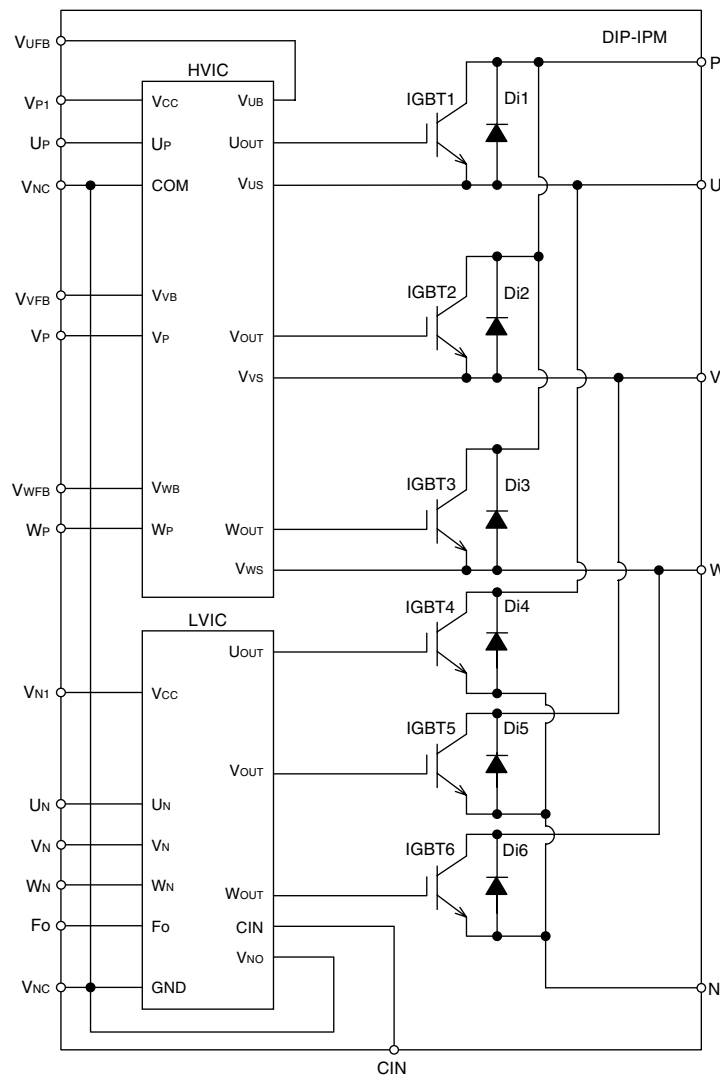 DIP-IPM
VUFB
HVIC
P
VP1
VCC
VUB
IGBT1
Di1
UP
UP
UOUT
VNC
COM
VUS
U
VVFB
VVB
IGBT2
Di2
VP
VP
VOUT
VVS
V
VWFB
VWB
IGBT3
Di3
WP
WP
WOUT
VWS
W
LVIC
IGBT4
Di4
UOUT
VN1
VCC
IGBT5
Di5
VOUT
UN
UN
VN
VN
IGBT6
Di6
WN
WN
WOUT
Fo
Fo
CIN
VNO
VNC
GND
N
CIN